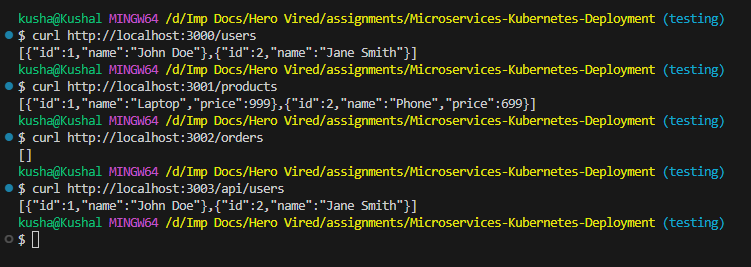 kusha@Kushal MINGW64 /d/Imp Docs/Hero Vired/assignments/Microservices-Kubernetes-Deployment (testing)
$ curl http://localhost:3000/users
[{"id":1,"name":"John Doe"},{"id":2,"name":"Jane Smith"}]
kusha@Kushal MINGW64 /d/Imp Docs/Hero Vired/assignments/Microservices-Kubernetes-Deployment (testing)
$ curl http://localhost:3001/products
[{"id":1,"name":"Laptop","price":999},{"id":2,"name":"Phone","price":699}]
kusha@Kushal MINGW64 /d/Imp Docs/Hero Vired/assignments/Microservices-Kubernetes-Deployment (testing)
$ curl http://localhost:3002/orders
[]
kusha@Kushal MINGW64 /d/Imp Docs/Hero Vired/assignments/Microservices-Kubernetes-Deployment (testing)
$ curl http://localhost:3003/api/users
[{"id":1,"name":"John Doe"},{"id":2,"name":"Jane Smith"}]
kusha@Kushal MINGW64 /d/Imp Docs/Hero Vired/assignments/Microservices-Kubernetes-Deployment (testing)
$